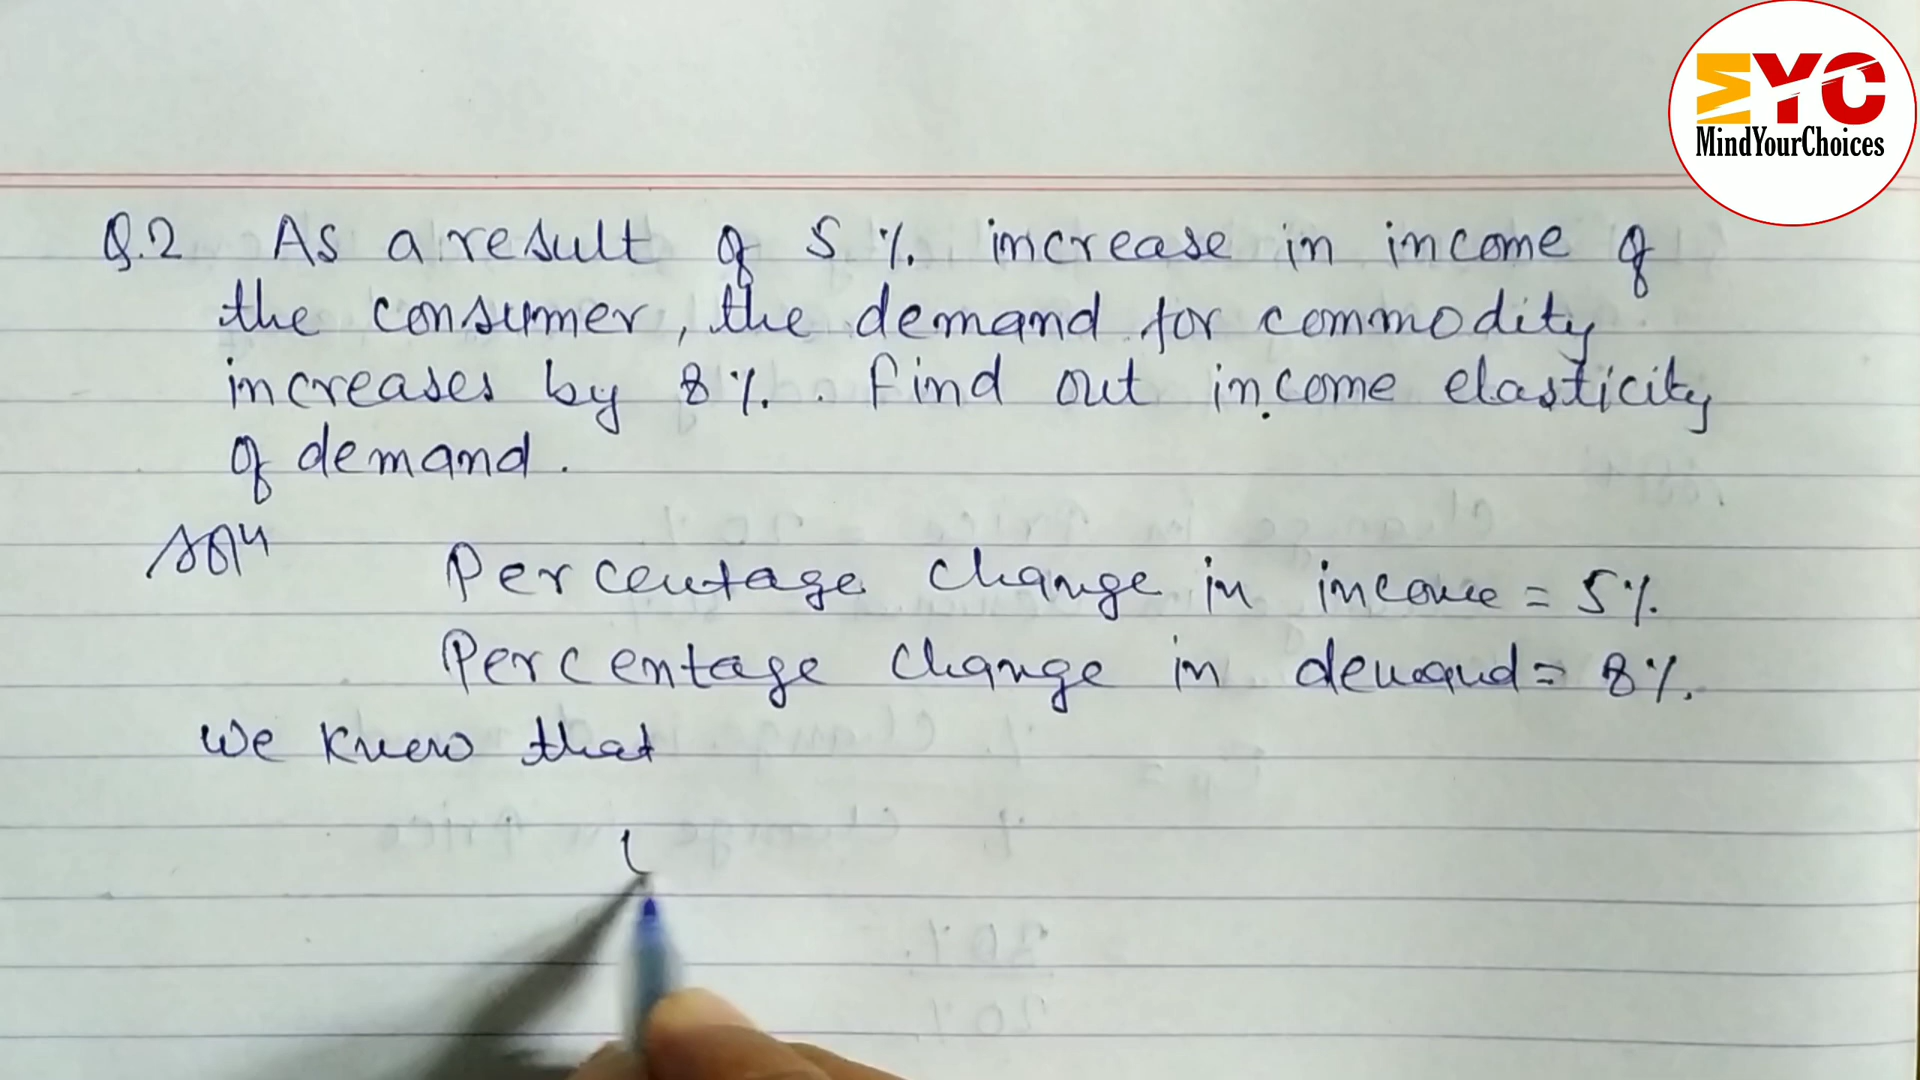 MYC
MindYourChoices
Q.2 As a result of 5 %. increase in income of
the consumer, the demand for commodity
increases by 8 %. . Find out income elasticity
of demand.
Solⁿ
Percentage change in income = 5%.
Percentage change in demand = 8%.
We know that